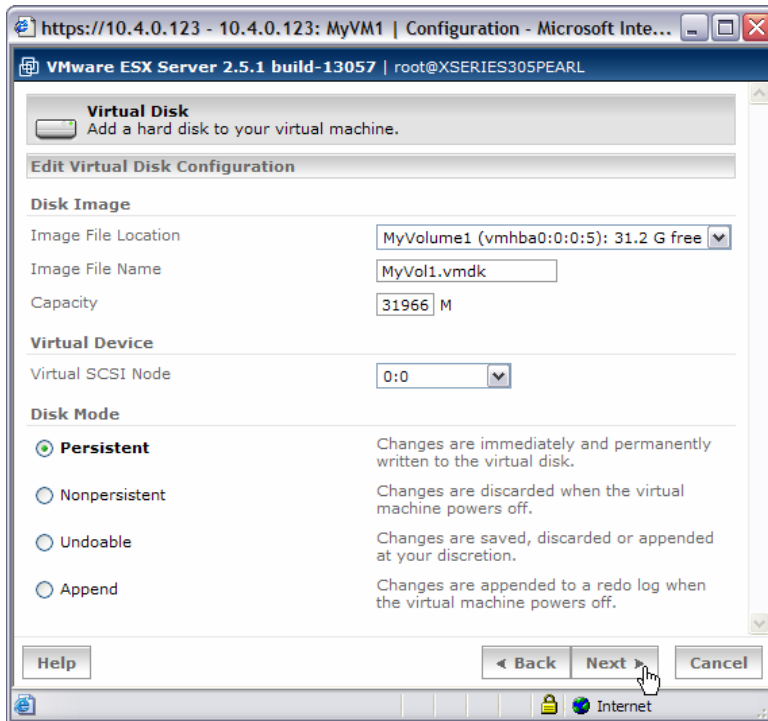 https://10.4.0.123 - 10.4.0.123: MyVM1 | Configuration - Microsoft Inte...
VMware ESX Server 2.5.1 build-13057 | root@XSERIES305PEARL
Virtual Disk
Add a hard disk to your virtual machine.
Edit Virtual Disk Configuration
Disk Image
Image File Location
MyVolume1 (vmhba0:0:0:5): 31.2 G free
Image File Name
MyVol1.vmdk
Capacity
31966 M
Virtual Device
Virtual SCSI Node
0:0
Disk Mode
Persistent
Changes are immediately and permanently
written to the virtual disk.
Nonpersistent
Changes are discarded when the virtual
machine powers off.
Undoable
Changes are saved, discarded or appended
at your discretion.
Append
Changes are appended to a redo log when
the virtual machine powers off.
Help
Back
Next
Cancel
Internet